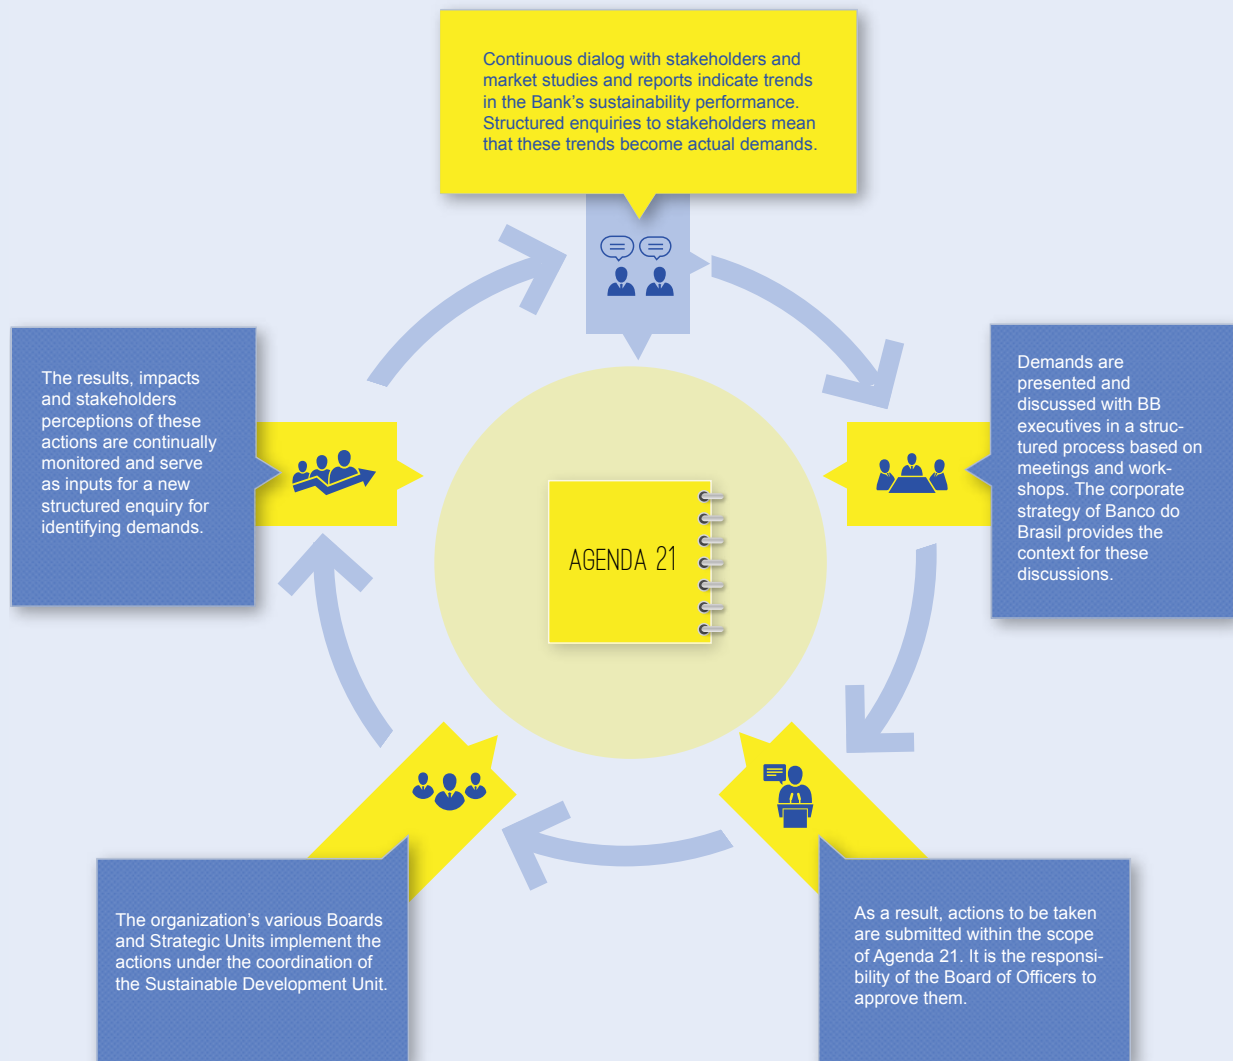 Continuous dialog with stakeholders and
market studies and reports indicate trends
in the Bank's sustainability performance.
Structured enquiries to stakeholders mean
that these trends become actual demands.
Demands are
presented and
discussed with BB
executives in a struc-
tured process based on
meetings and work-
shops. The corporate
strategy of Banco do
Brasil provides the
context for these
discussions.
As a result, actions to be taken
are submitted within the scope
of Agenda 21. It is the responsi-
bility of the Board of Officers to
approve them.
The organization's various Boards
and Strategic Units implement the
actions under the coordination of
the Sustainable Development Unit.
The results, impacts
and stakeholders
perceptions of these
actions are continually
monitored and serve
as inputs for a new
structured enquiry for
identifying demands.
AGENDA 21